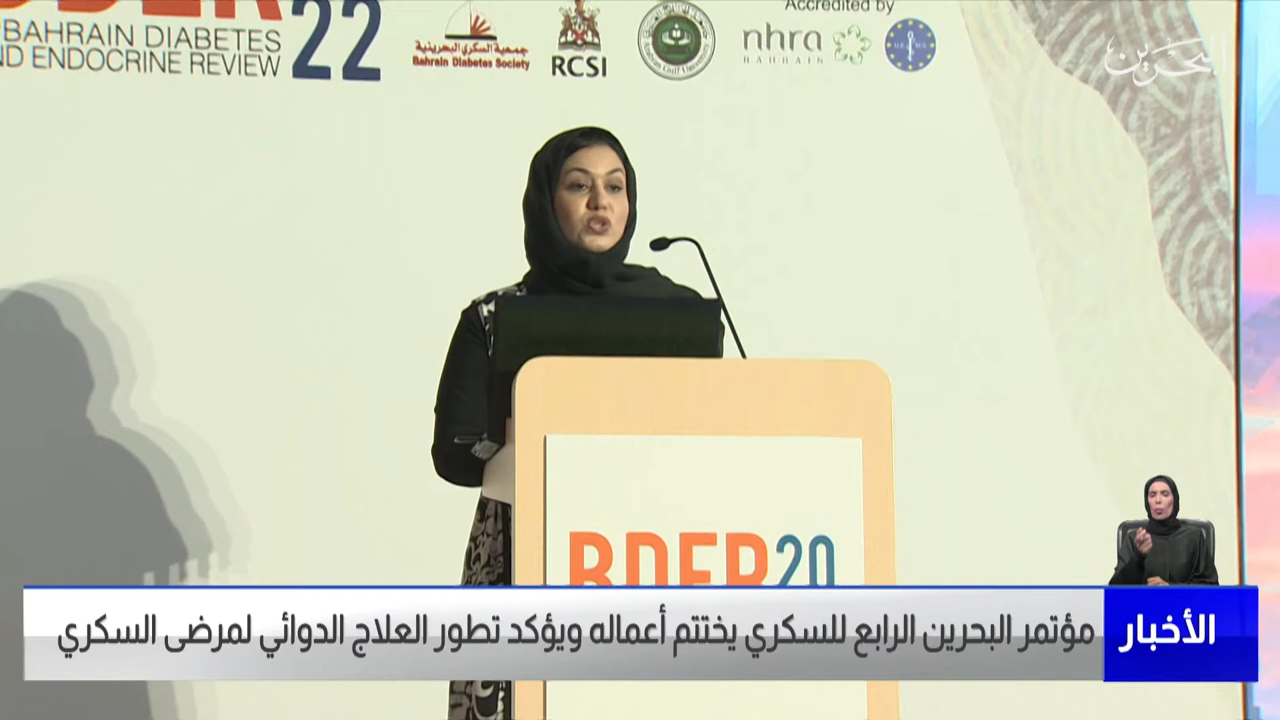 BAHRAIN DIABETES
ND ENDOCRINE REVIEW
22
جمعية السكري البحرينية
Bahrain Diabetes Society
RCSI
Accredited by
nhra
BAHRAIN
البحرين
BDER20
الأخبار
مؤتمر البحرين الرابع للسكري يختتم أعماله ويؤكد تطور العلاج الدوائي لمرضى السكري